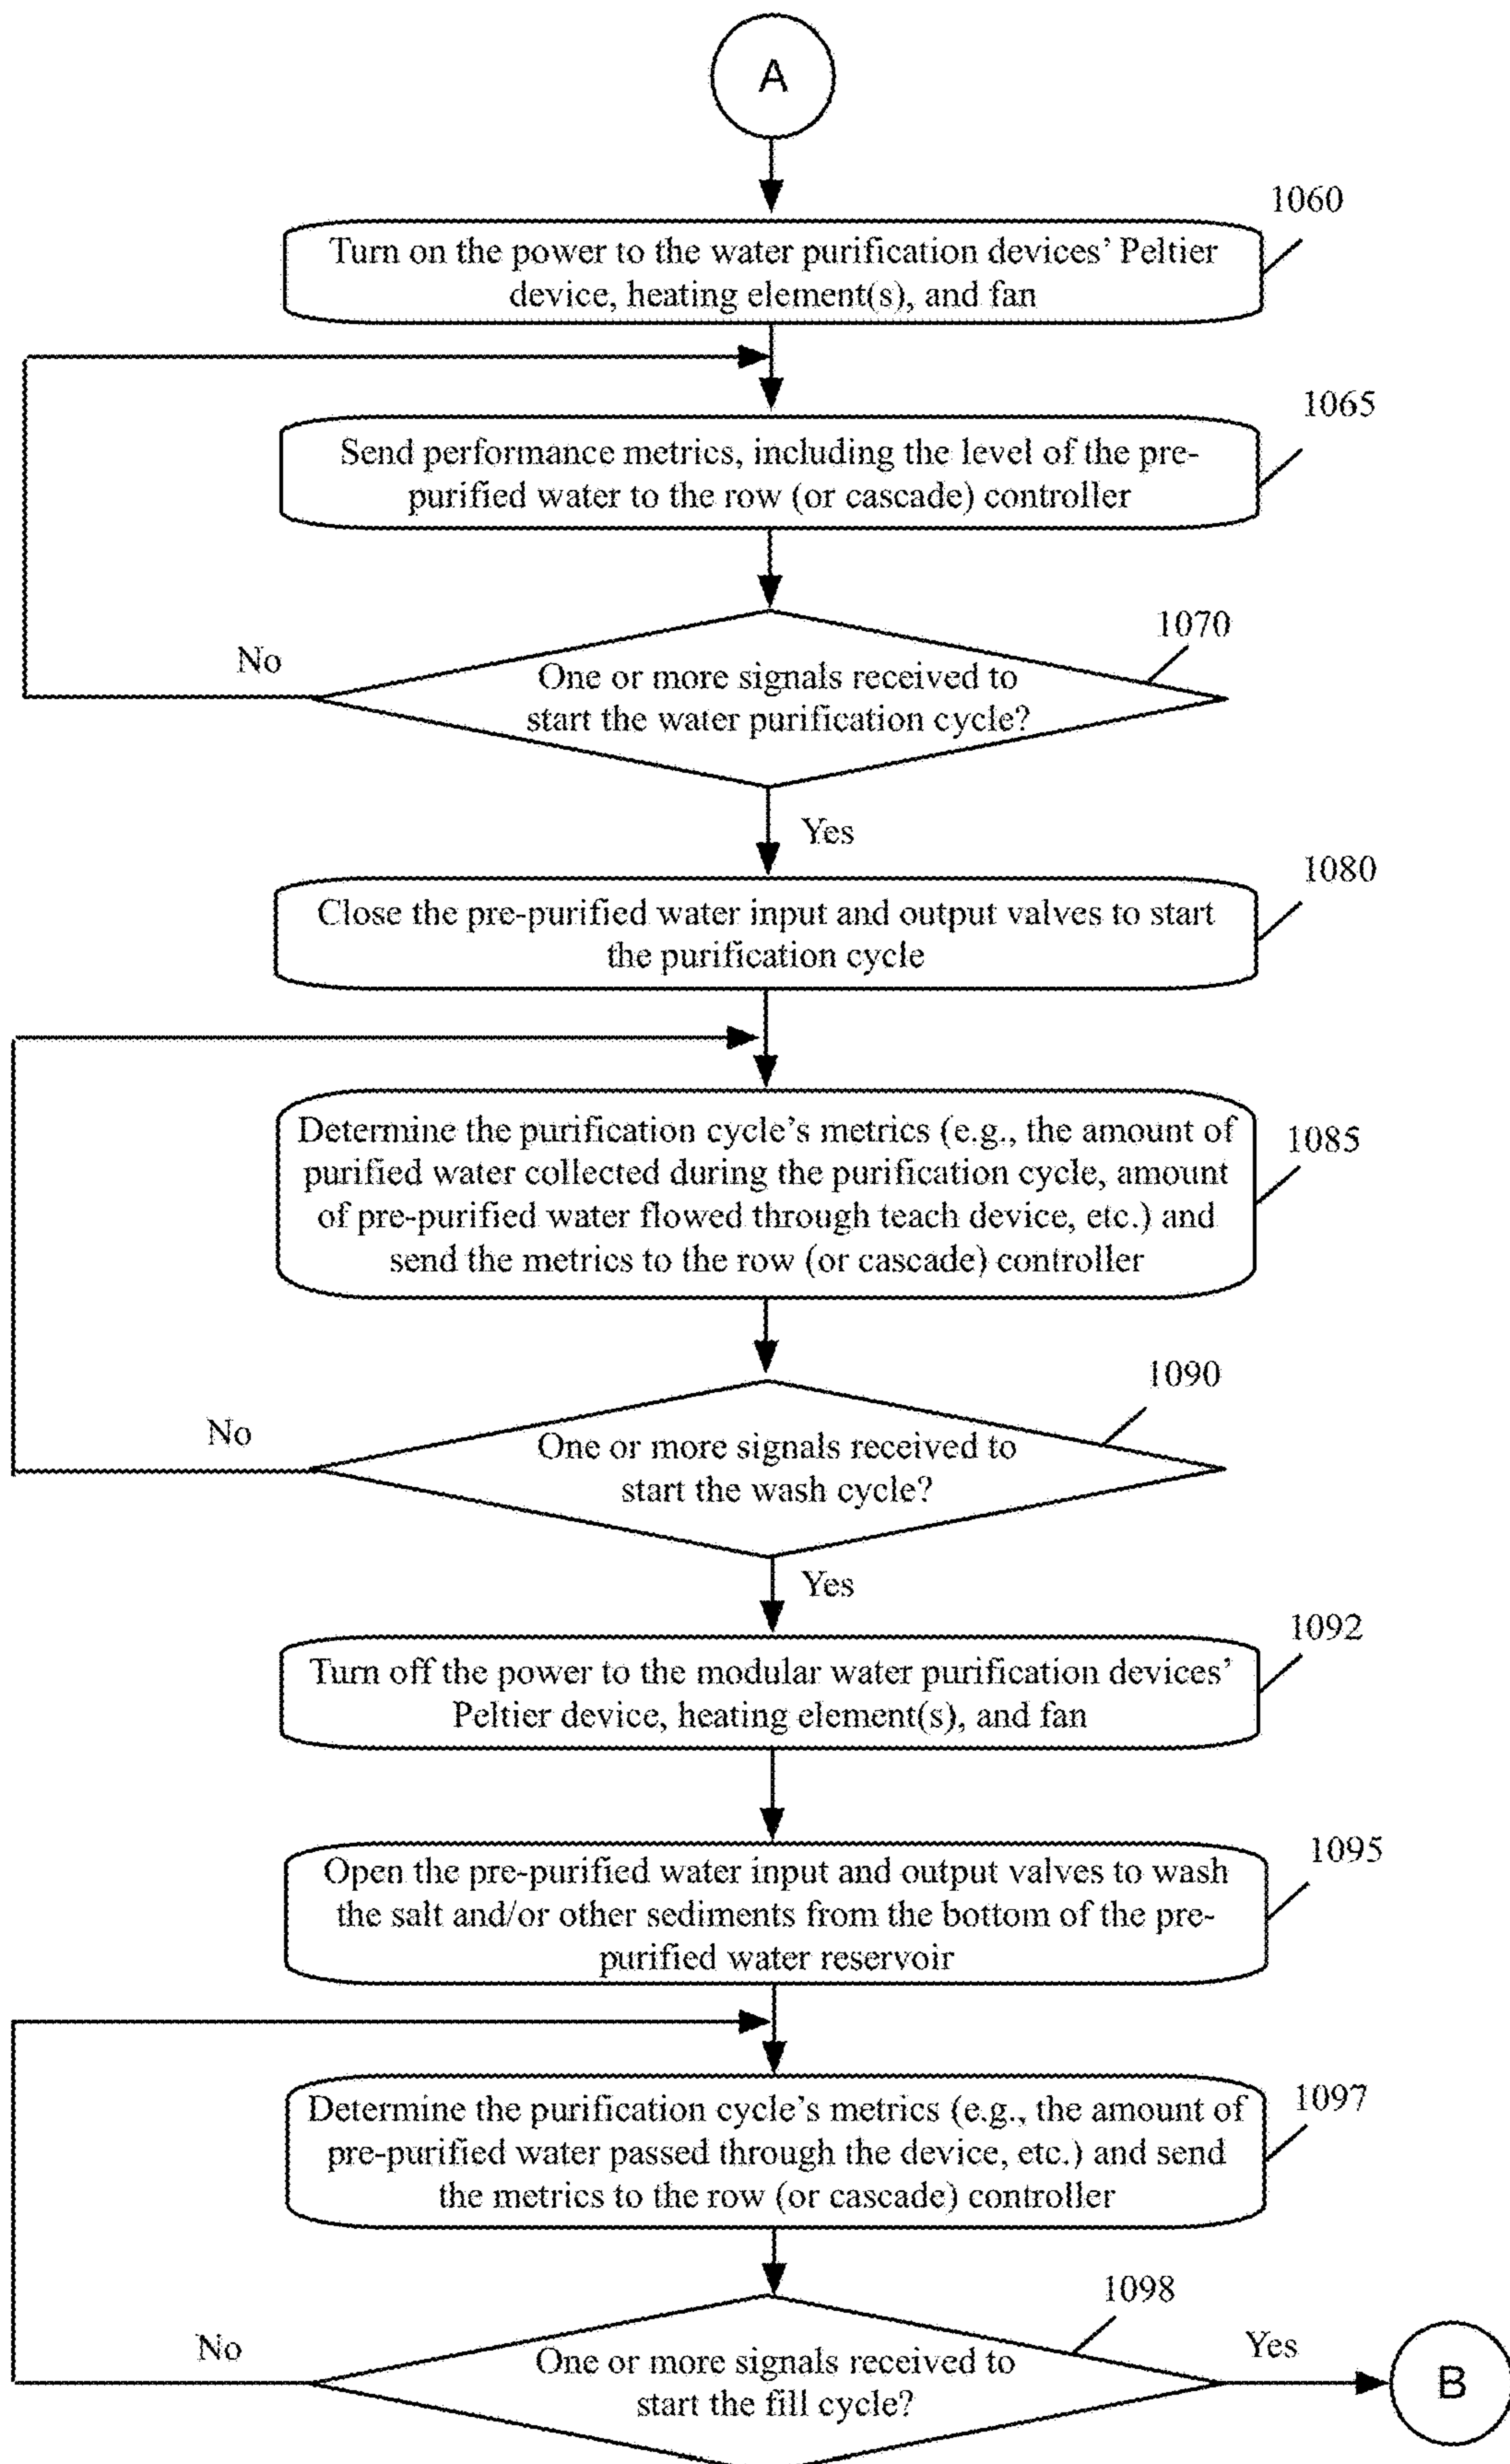 A
1060
Turn on the power to the water purification devices’ Peltier
device, heating element(s), and fan
1065
Send performance metrics, including the level of the pre-
purified water to the row (or cascade) controller
1070
No
One or more signals received to
start the water purification cycle?
Yes
1080
Close the pre-purified water input and output valves to start
the purification cycle
Determine the purification cycle’s metrics (e.g., the amount of
1085
purified water collected during the purification cycle, amount
of pre-purified water flowed through teach device, etc.) and
send the metrics to the row (or cascade) controller
1090
No
One or more signals received to
start the wash cycle?
Yes
1092
Turn off the power to the modular water purification devices’
Peltier device, heating element(s), and fan
1095
Open the pre-purified water input and output valves to wash
the salt and/or other sediments from the bottom of the pre-
purified water reservoir
1097
Determine the purification cycle’s metrics (e.g., the amount of
pre-purified water passed through the device, etc.) and send
the metrics to the row (or cascade) controller
1098
No
One or more signals received to
start the fill cycle?
Yes
B